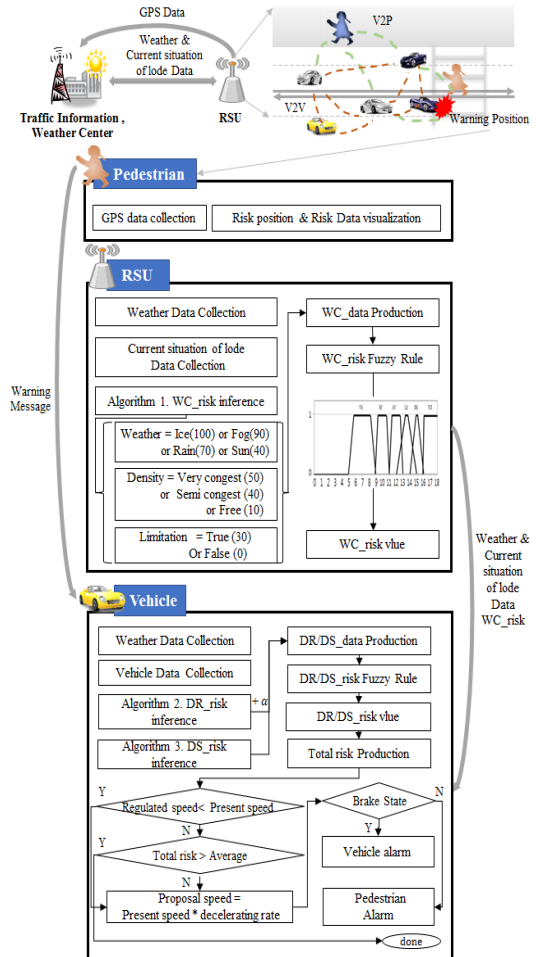 GPS Data
Weather &
Current situation
of lode Data
Traffic Information ,
Weather Center
RSU
V2P
V2V
Warning Position
Pedestrian
GPS data collection
Risk position & Risk Data visualization
RSU
Weather Data Collection
Current situation of lode
Data Collection
Algorithm 1. WC_risk inference
Weather = Ice(100) or Fog(90)
or Rain(70) or Sun(40)
Density = Very congest (50)
or Semi congest (40)
or Free (10)
Limitation = True (30)
Or False (0)
WC_data Production
WC_risk Fuzzy Rule
1
0
0 1 2 3 4 5 6 7 8 9 10 11 12 13 14 15 16 17 18
WC_risk vlue
Warning
Message
Weather &
Current
situation
of lode
Data
WC_risk
Vehicle
Weather Data Collection
Vehicle Data Collection
Algorithm 2. DR_risk
inference
Algorithm 3. DS_risk
inference
+ α
DR/DS_data Production
DR/DS_risk Fuzzy Rule
DR/DS_risk vlue
Total risk Production
Y
Regulated speed< Present speed
N
Y
Total risk > Average
N
Proposal speed =
Present speed * decelerating rate
Brake State
N
Y
Vehicle alarm
Pedestrian
Alarm
done